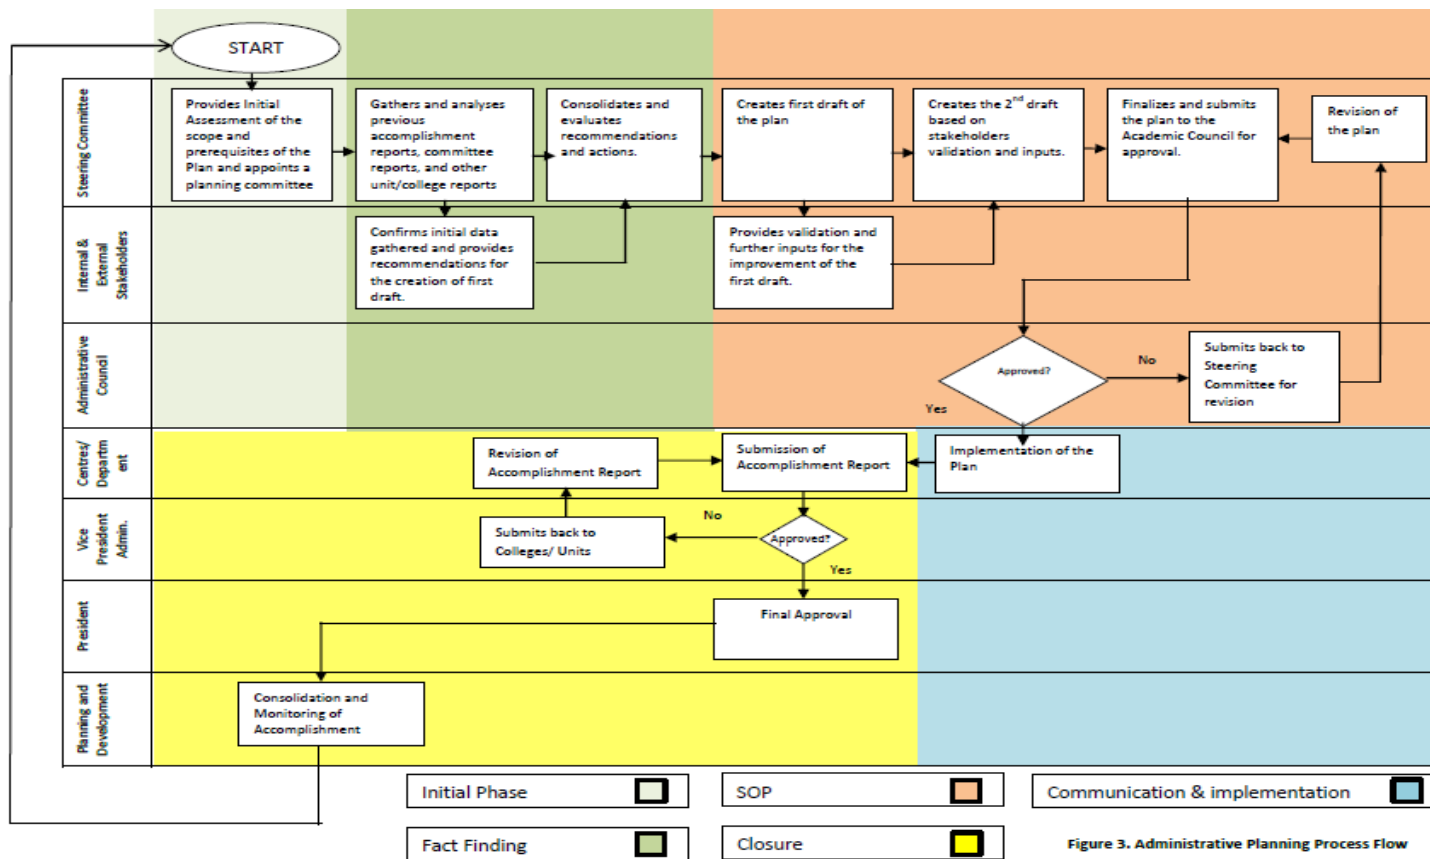 START
Steering Committee
Provides Initial
Assessment of the
scope and
prerequisites of the
Plan and appoints a
planning committee
Gathers and analyses
previous
accomplishment
reports, committee
reports, and other
unit/college reports
Consolidates and
evaluates
recommendations
and actions.
Creates first draft of
the plan
Creates the 2nd draft
based on
stakeholders
validation and inputs.
Finalizes and submits
the plan to the
Academic Council for
approval.
Revision of
the plan
Internal &
External
Stakeholders
Confirms initial data
gathered and provides
recommendations for
the creation of first
draft.
Provides validation and
further inputs for the
improvement of the
first draft.
Administrative
Council
Approved?
No
Yes
Submits back to
Steering
Committee for
revision
Centres/
Departm
ent
Revision of
Accomplishment Report
Submission of
Accomplishment Report
Implementation of the
Plan
Vice
President
Admin.
Submits back to
Colleges/ Units
No
Approved?
Yes
President
Final Approval
Planning and
Development
Consolidation and
Monitoring of
Accomplishment
Initial Phase
SOP
Communication & implementation
Fact Finding
Closure
Figure 3. Administrative Planning Process Flow